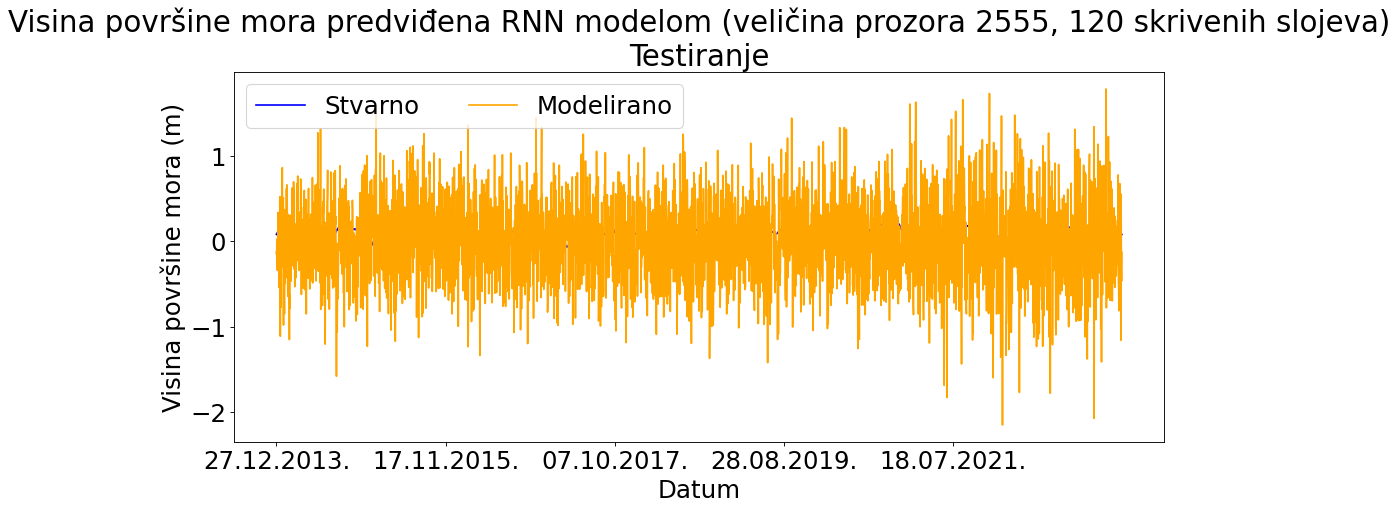 Visina površine mora predviđena RNN modelom (veličina prozora 2555, 120 skrivenih slojeva)
Testiranje
Stvarno
Modelirano
Visina površine mora (m)
1
0
−1
−2
27.12.2013.
17.11.2015.
07.10.2017.
28.08.2019.
18.07.2021.
Datum